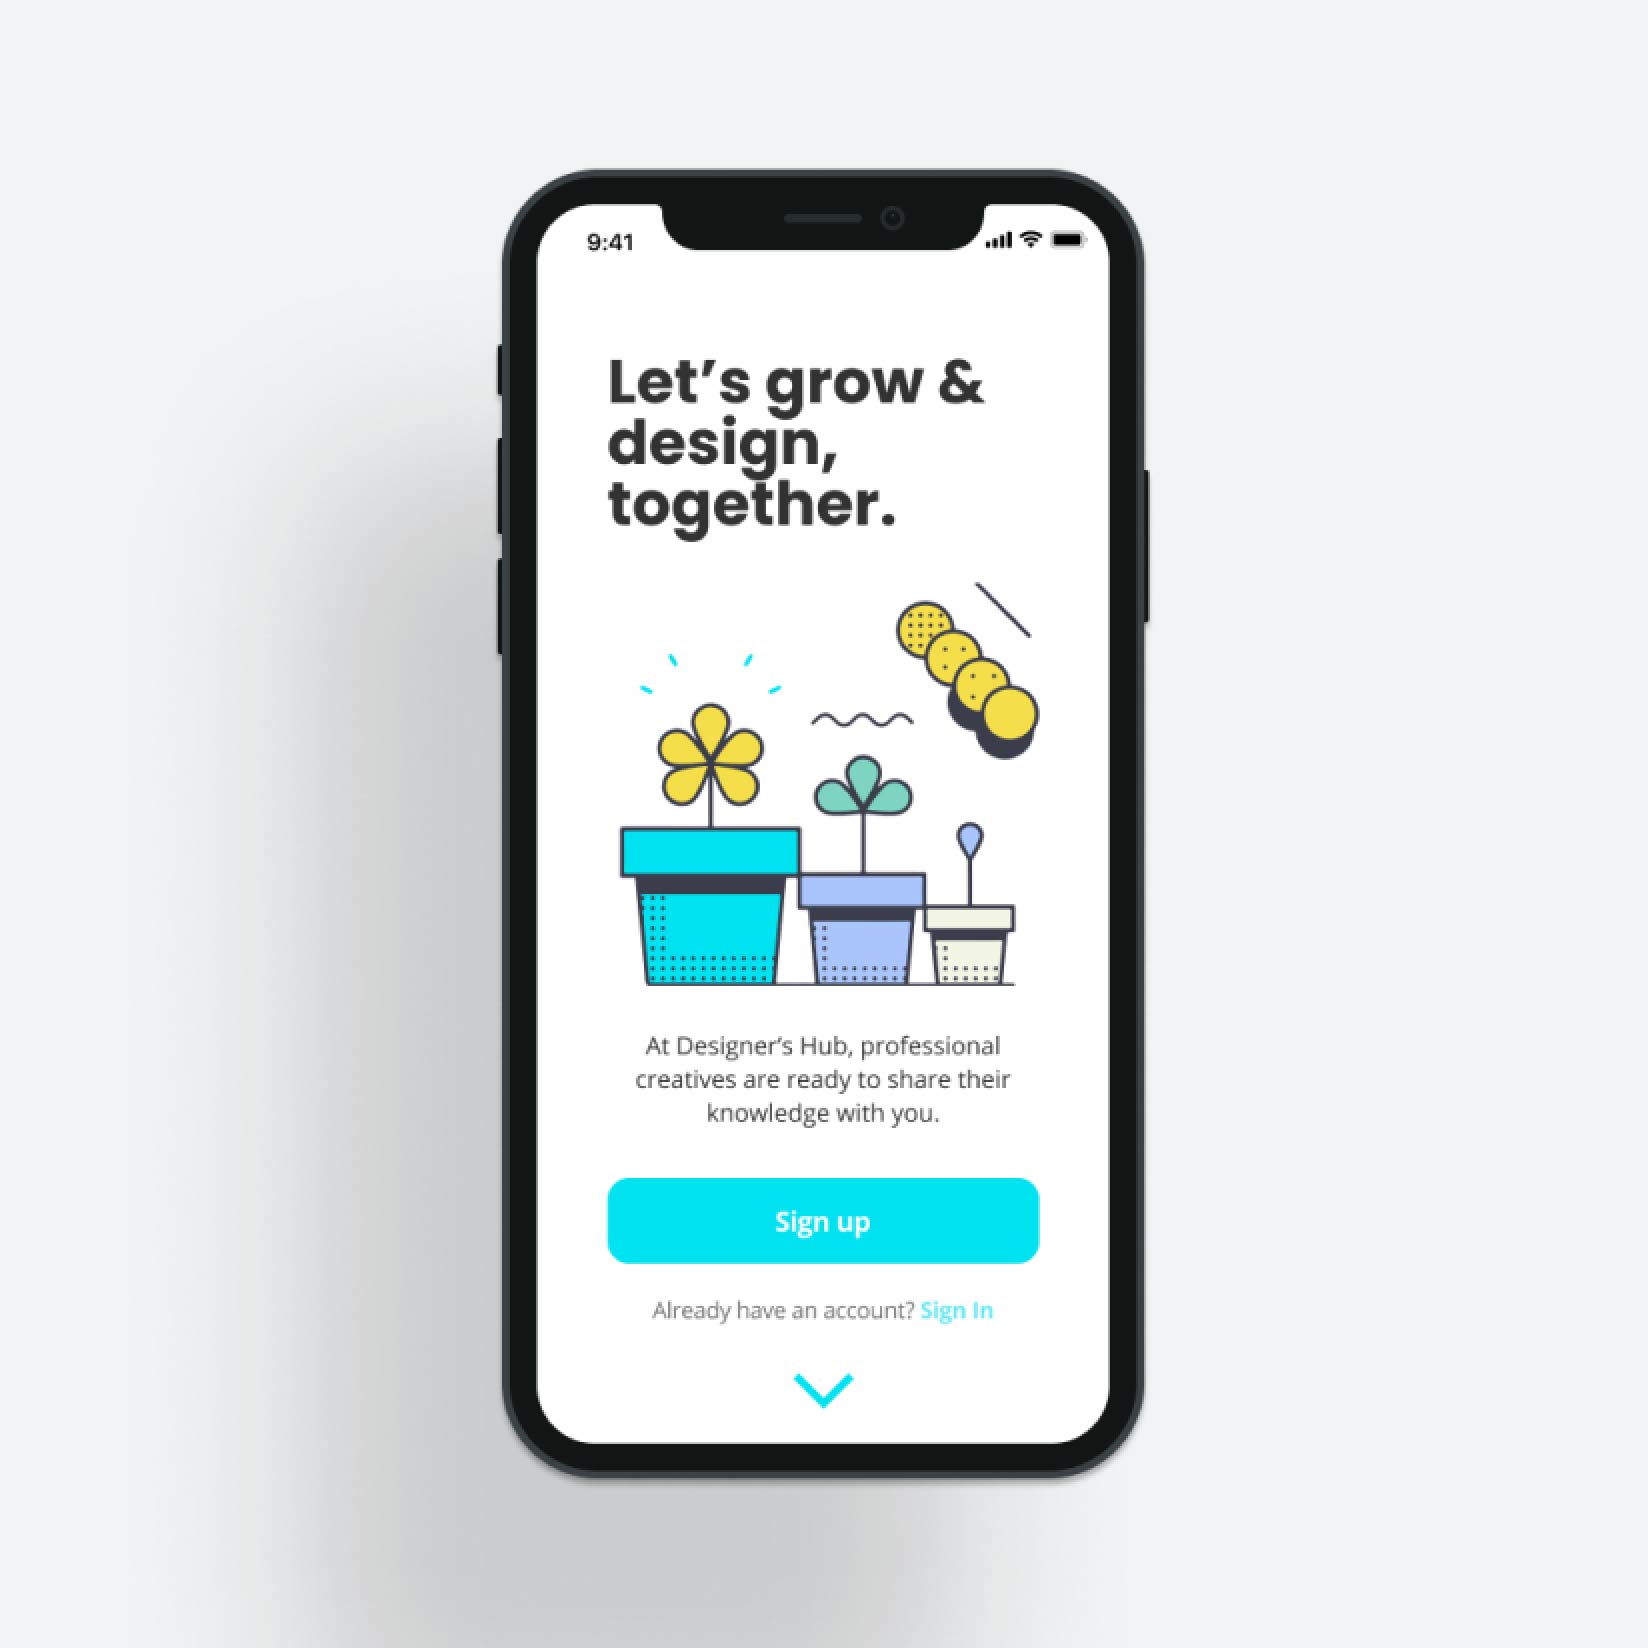 9:41
Let’s grow &
design,
together.
At Designer’s Hub, professional
creatives are ready to share their
knowledge with you.
Sign up
Already have an account? Sign In